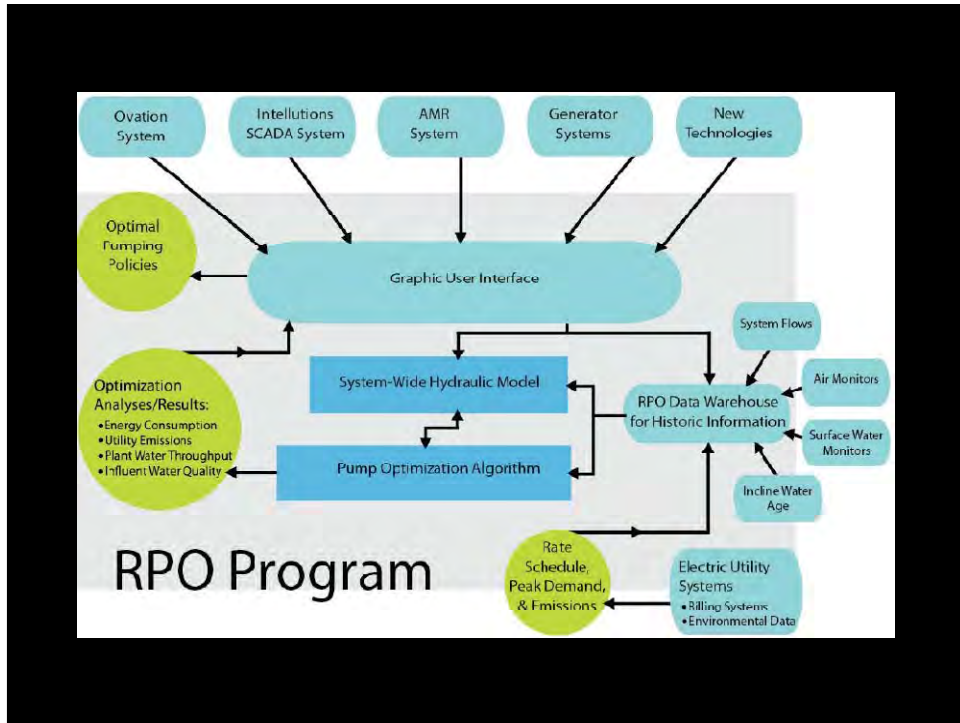 Ovation
System
Intellutions
SCADA System
AMR
System
Generator
Systems
New
Technologies
Optimal
Pumping
Policies
Graphic User Interface
System Flows
Optimization
Analyses/Results:
•Energy Consumption
•Utility Emissions
•Plant Water Throughput
•Influent Water Quality
System-Wide Hydraulic Model
Pump Optimization Algorithm
RPO Data Warehouse
for Historic Information
Air Monitors
Surface Water
Monitors
Incline Water
Age
RPO Program
Rate
Schedule,
Peak Demand,
& Emissions
Electric Utility
Systems
•Billing Systems
•Environmental Data